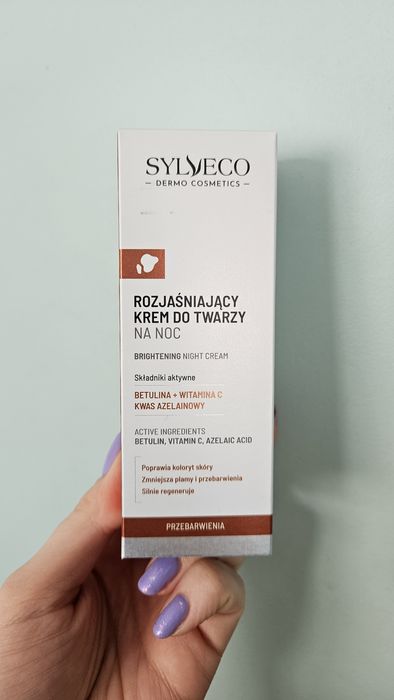 SYLVECO
— DERMO COSMETICS —
ROZJAŚNIAJĄCY
KREM DO TWARZY
NA NOC
BRIGHTENING NIGHT CREAM
Składniki aktywne
BETULINA + WITAMINA C
KWAS AZELAINOWY
ACTIVE INGREDIENTS
BETULIN, VITAMIN C, AZELAIC ACID
Poprawia koloryt skóry
Zmniejsza plamy i przebarwienia
Silnie regeneruje
PRZEBARWIENIA